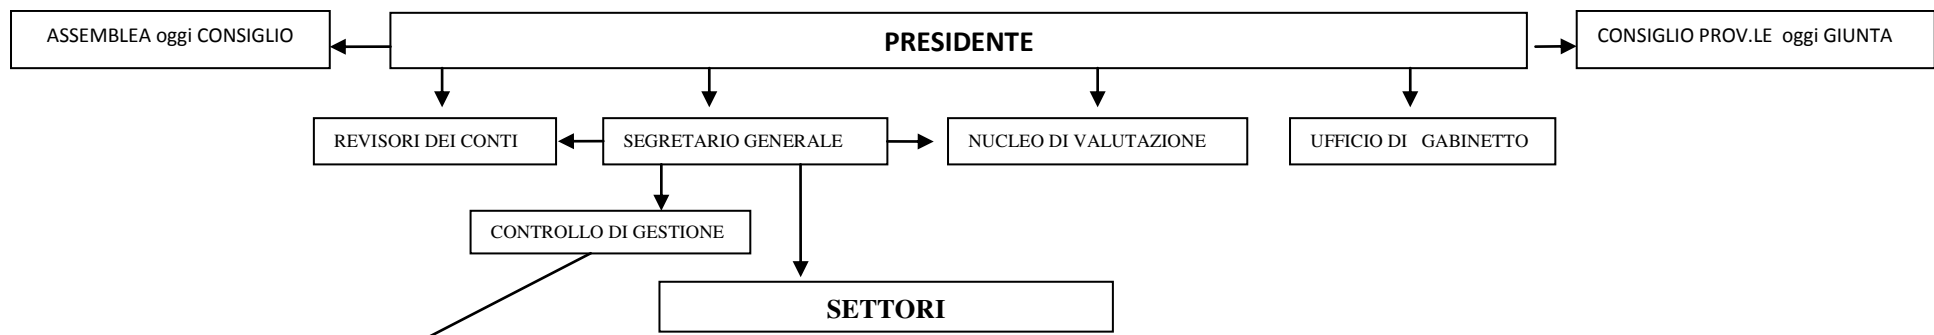 ASSEMBLEA oggi CONSIGLIO
PRESIDENTE
CONSIGLIO PROV.LE oggi GIUNTA
REVISORI DEI CONTI
SEGRETARIO GENERALE
NUCLEO DI VALUTAZIONE
UFFICIO DI GABINETTO
CONTROLLO DI GESTIONE
SETTORI